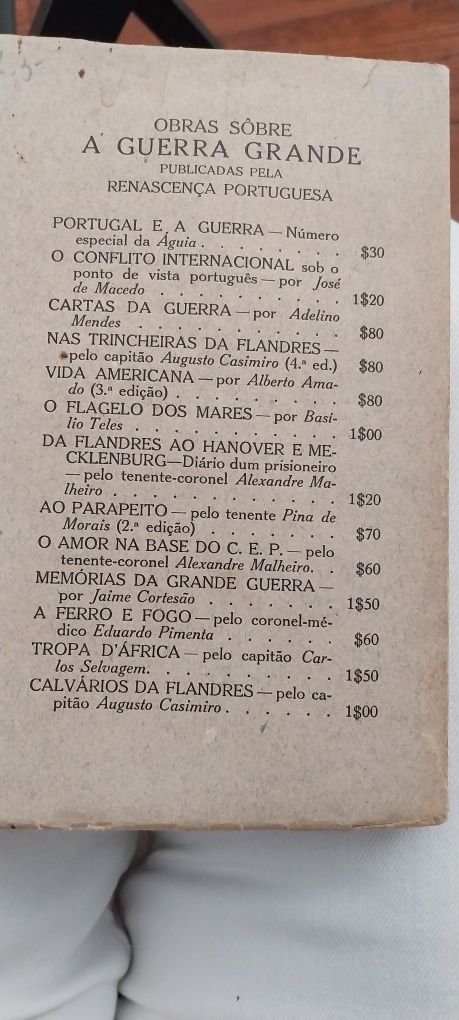 OBRAS SÔBRE
A GUERRA GRANDE
PUBLICADAS PELA
RENASCENÇA PORTUGUESA
PORTUGAL E A GUERRA — Número
especial da Águia . . . . . . . . $30
O CONFLITO INTERNACIONAL sob o
ponto de vista português — por José
de Macedo . . . . . . . . . . 1$20
CARTAS DA GUERRA — por Adelino
Mendes . . . . . . . . . . . $80
NAS TRINCHEIRAS DA FLANDRES —
pelo capitão Augusto Casimiro (4.ª ed.) $80
VIDA AMERICANA — por Alberto Ama-
do (3.ª edição) . . . . . . . . $80
O FLAGELO DOS MARES — por Basí-
lio Teles . . . . . . . . . . . 1$00
DA FLANDRES AO HANOVER E ME-
CKLENBURG—Diário dum prisioneiro
— pelo tenente-coronel Alexandre Ma-
lheiro . . . . . . . . . . . . 1$20
AO PARAPEITO — pelo tenente Pina de
Morais (2.ª edição) . . . . . . . $70
O AMOR NA BASE DO C. E. P. — pelo
tenente-coronel Alexandre Malheiro. . $60
MEMÓRIAS DA GRANDE GUERRA —
por Jaime Cortesão . . . . . . . 1$50
A FERRO E FOGO — pelo coronel-mé-
dico Eduardo Pimenta . . . . . . $60
TROPA D'ÁFRICA — pelo capitão Car-
los Selvagem. . . . . . . . . . 1$50
CALVÁRIOS DA FLANDRES — pelo ca-
pitão Augusto Casimiro . . . . . . 1$00